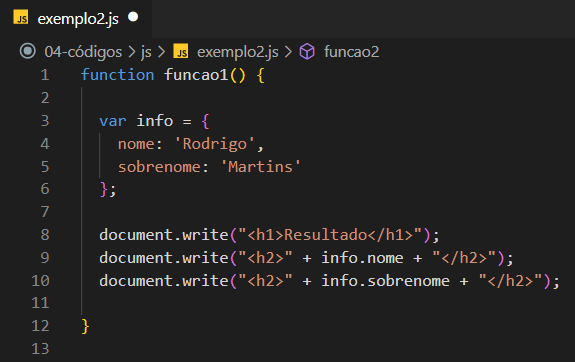 JS exemplo2.js
04-códigos > js > JS exemplo2.js > funcao2
1 function funcao1() {
2
3 var info = {
4 nome: 'Rodrigo',
5 sobrenome: 'Martins'
6 };
7
8 document.write("<h1>Resultado</h1>");
9 document.write("<h2>" + info.nome + "</h2>");
10 document.write("<h2>" + info.sobrenome + "</h2>");
11
12 }
13